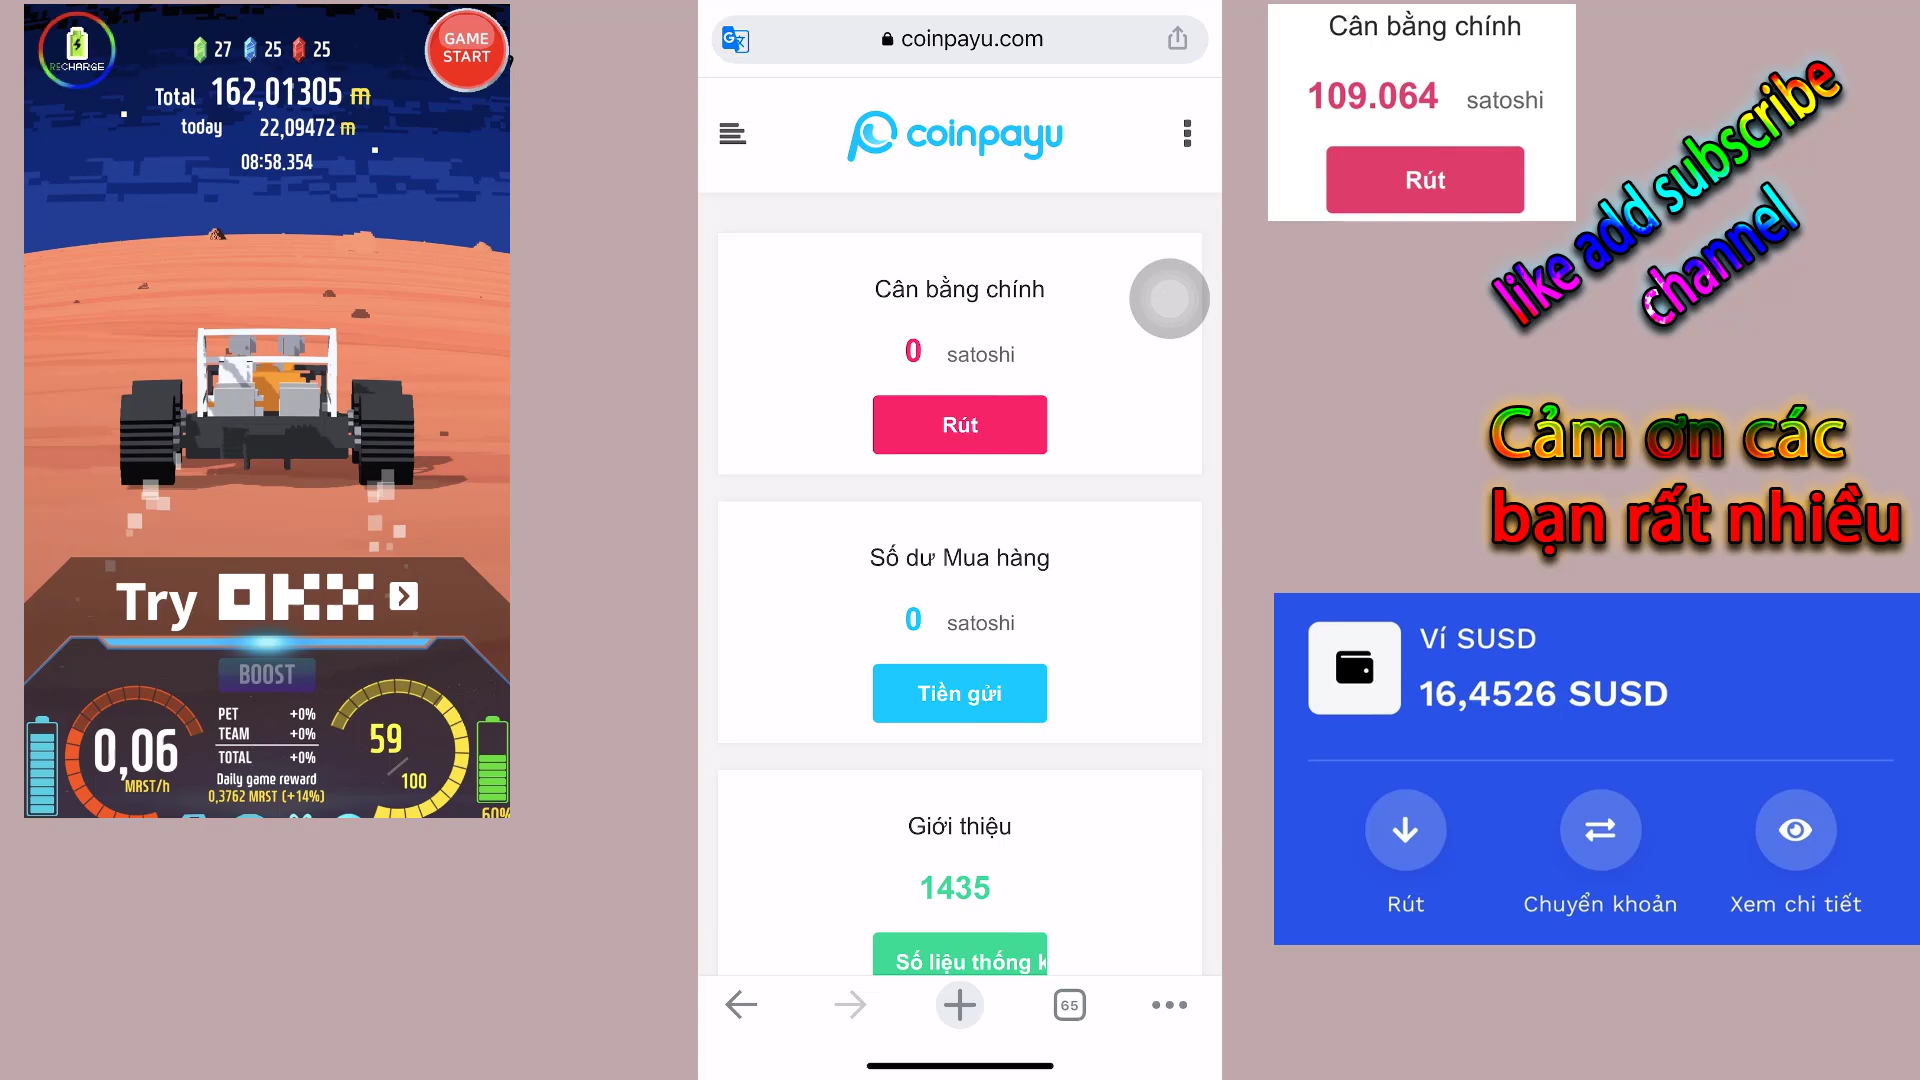 RECHARGE
27 25 25
GAME
START
Total 162,01305 m
today 22,09472 m
08:58.354
Try OKX
BOOST
PET +0%
TEAM +0%
TOTAL +0%
Daily game reward
0,3762 MRST (+14%)
0,06
MRST/h
59
100
60%
coinpayu.com
coinpayu
Cân bằng chính
0 satoshi
Rút
Số dư Mua hàng
0 satoshi
Tiền gửi
Giới thiệu
1435
Số liệu thống k
65
Cân bằng chính
109.064 satoshi
Rút
like add subscribe
channel
Cảm ơn các
bạn rất nhiều
Ví SUSD
16,4526 SUSD
Rút
Chuyển khoản
Xem chi tiết